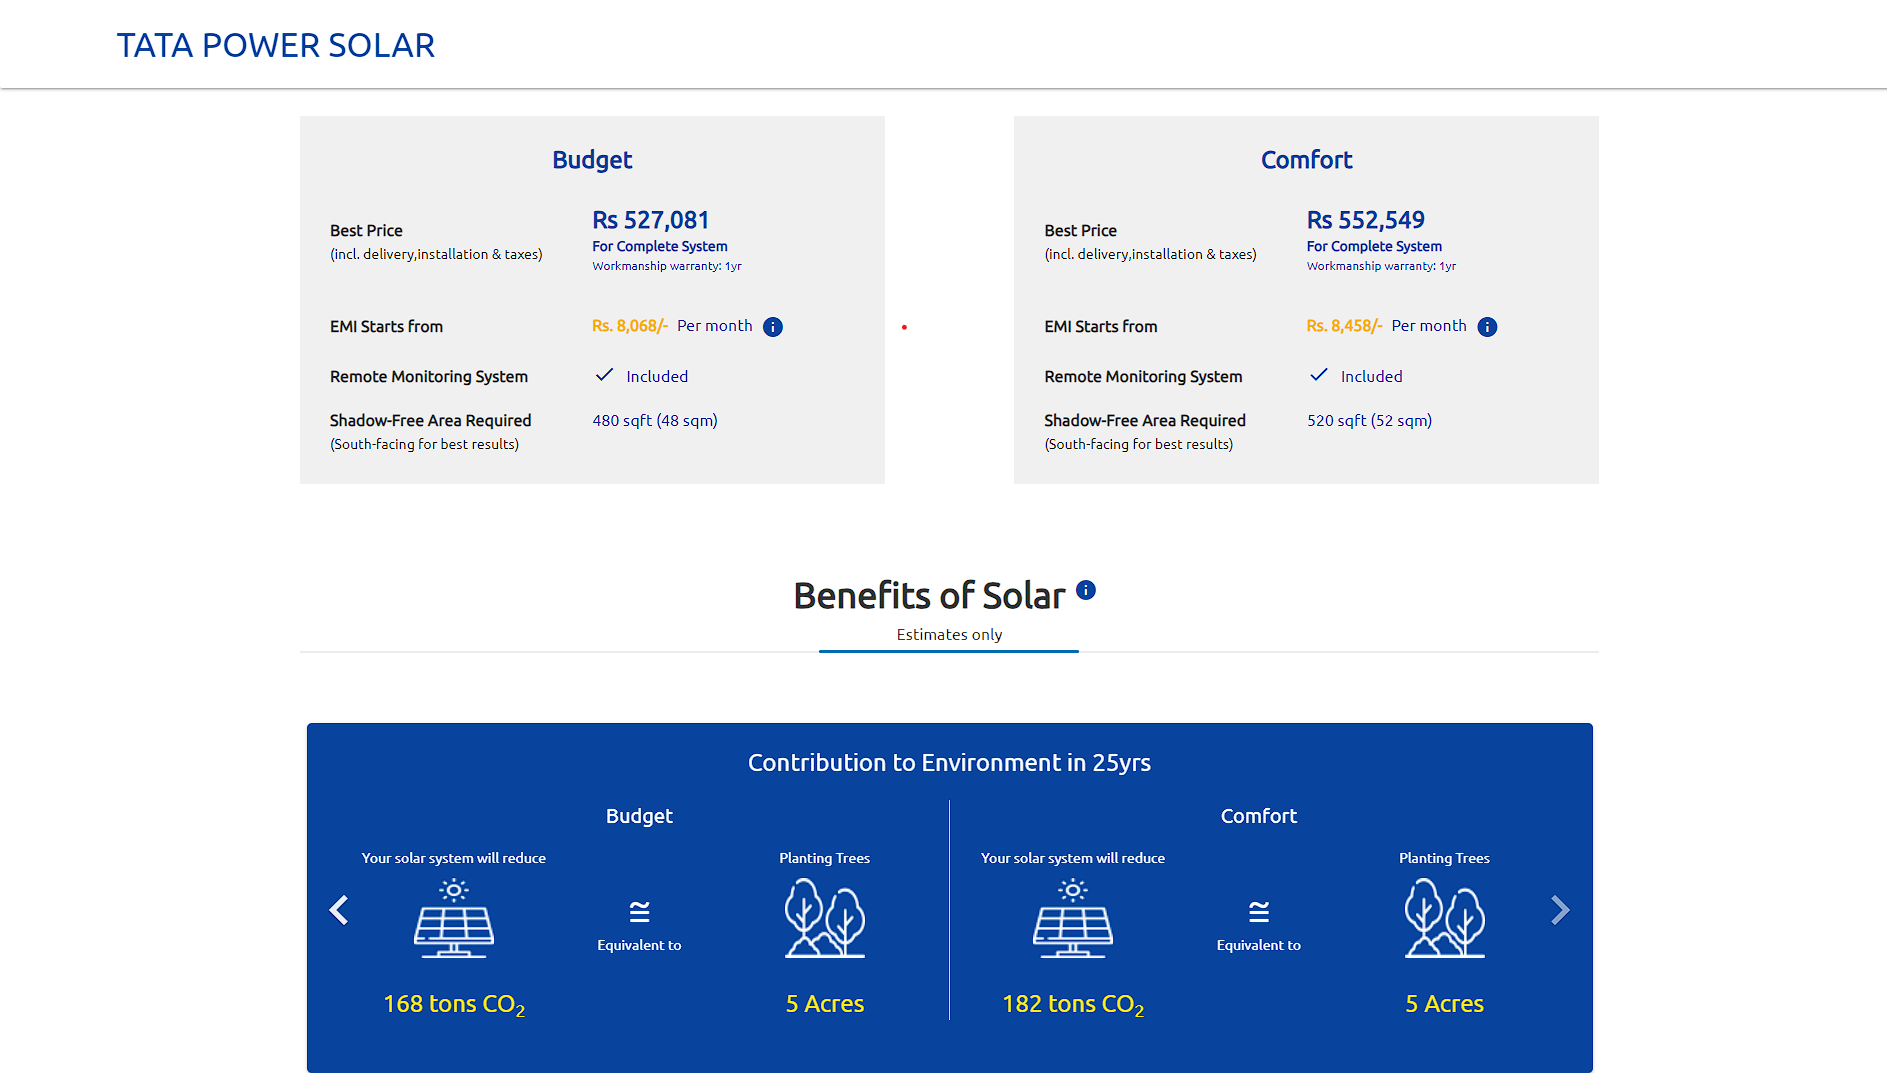 TATA POWER SOLAR
Budget
Best Price
(incl. delivery,installation & taxes)
Rs 527,081
For Complete System
Workmanship warranty: 1yr
EMI Starts from
Rs. 8,068/- Per month i
Remote Monitoring System
Included
Shadow-Free Area Required
(South-facing for best results)
480 sqft (48 sqm)
Comfort
Best Price
(incl. delivery,installation & taxes)
Rs 552,549
For Complete System
Workmanship warranty: 1yr
EMI Starts from
Rs. 8,458/- Per month i
Remote Monitoring System
Included
Shadow-Free Area Required
(South-facing for best results)
520 sqft (52 sqm)
Benefits of Solar i
Estimates only
Contribution to Environment in 25yrs
Budget
Your solar system will reduce
168 tons CO₂
≅
Equivalent to
Planting Trees
5 Acres
Comfort
Your solar system will reduce
182 tons CO₂
≅
Equivalent to
Planting Trees
5 Acres